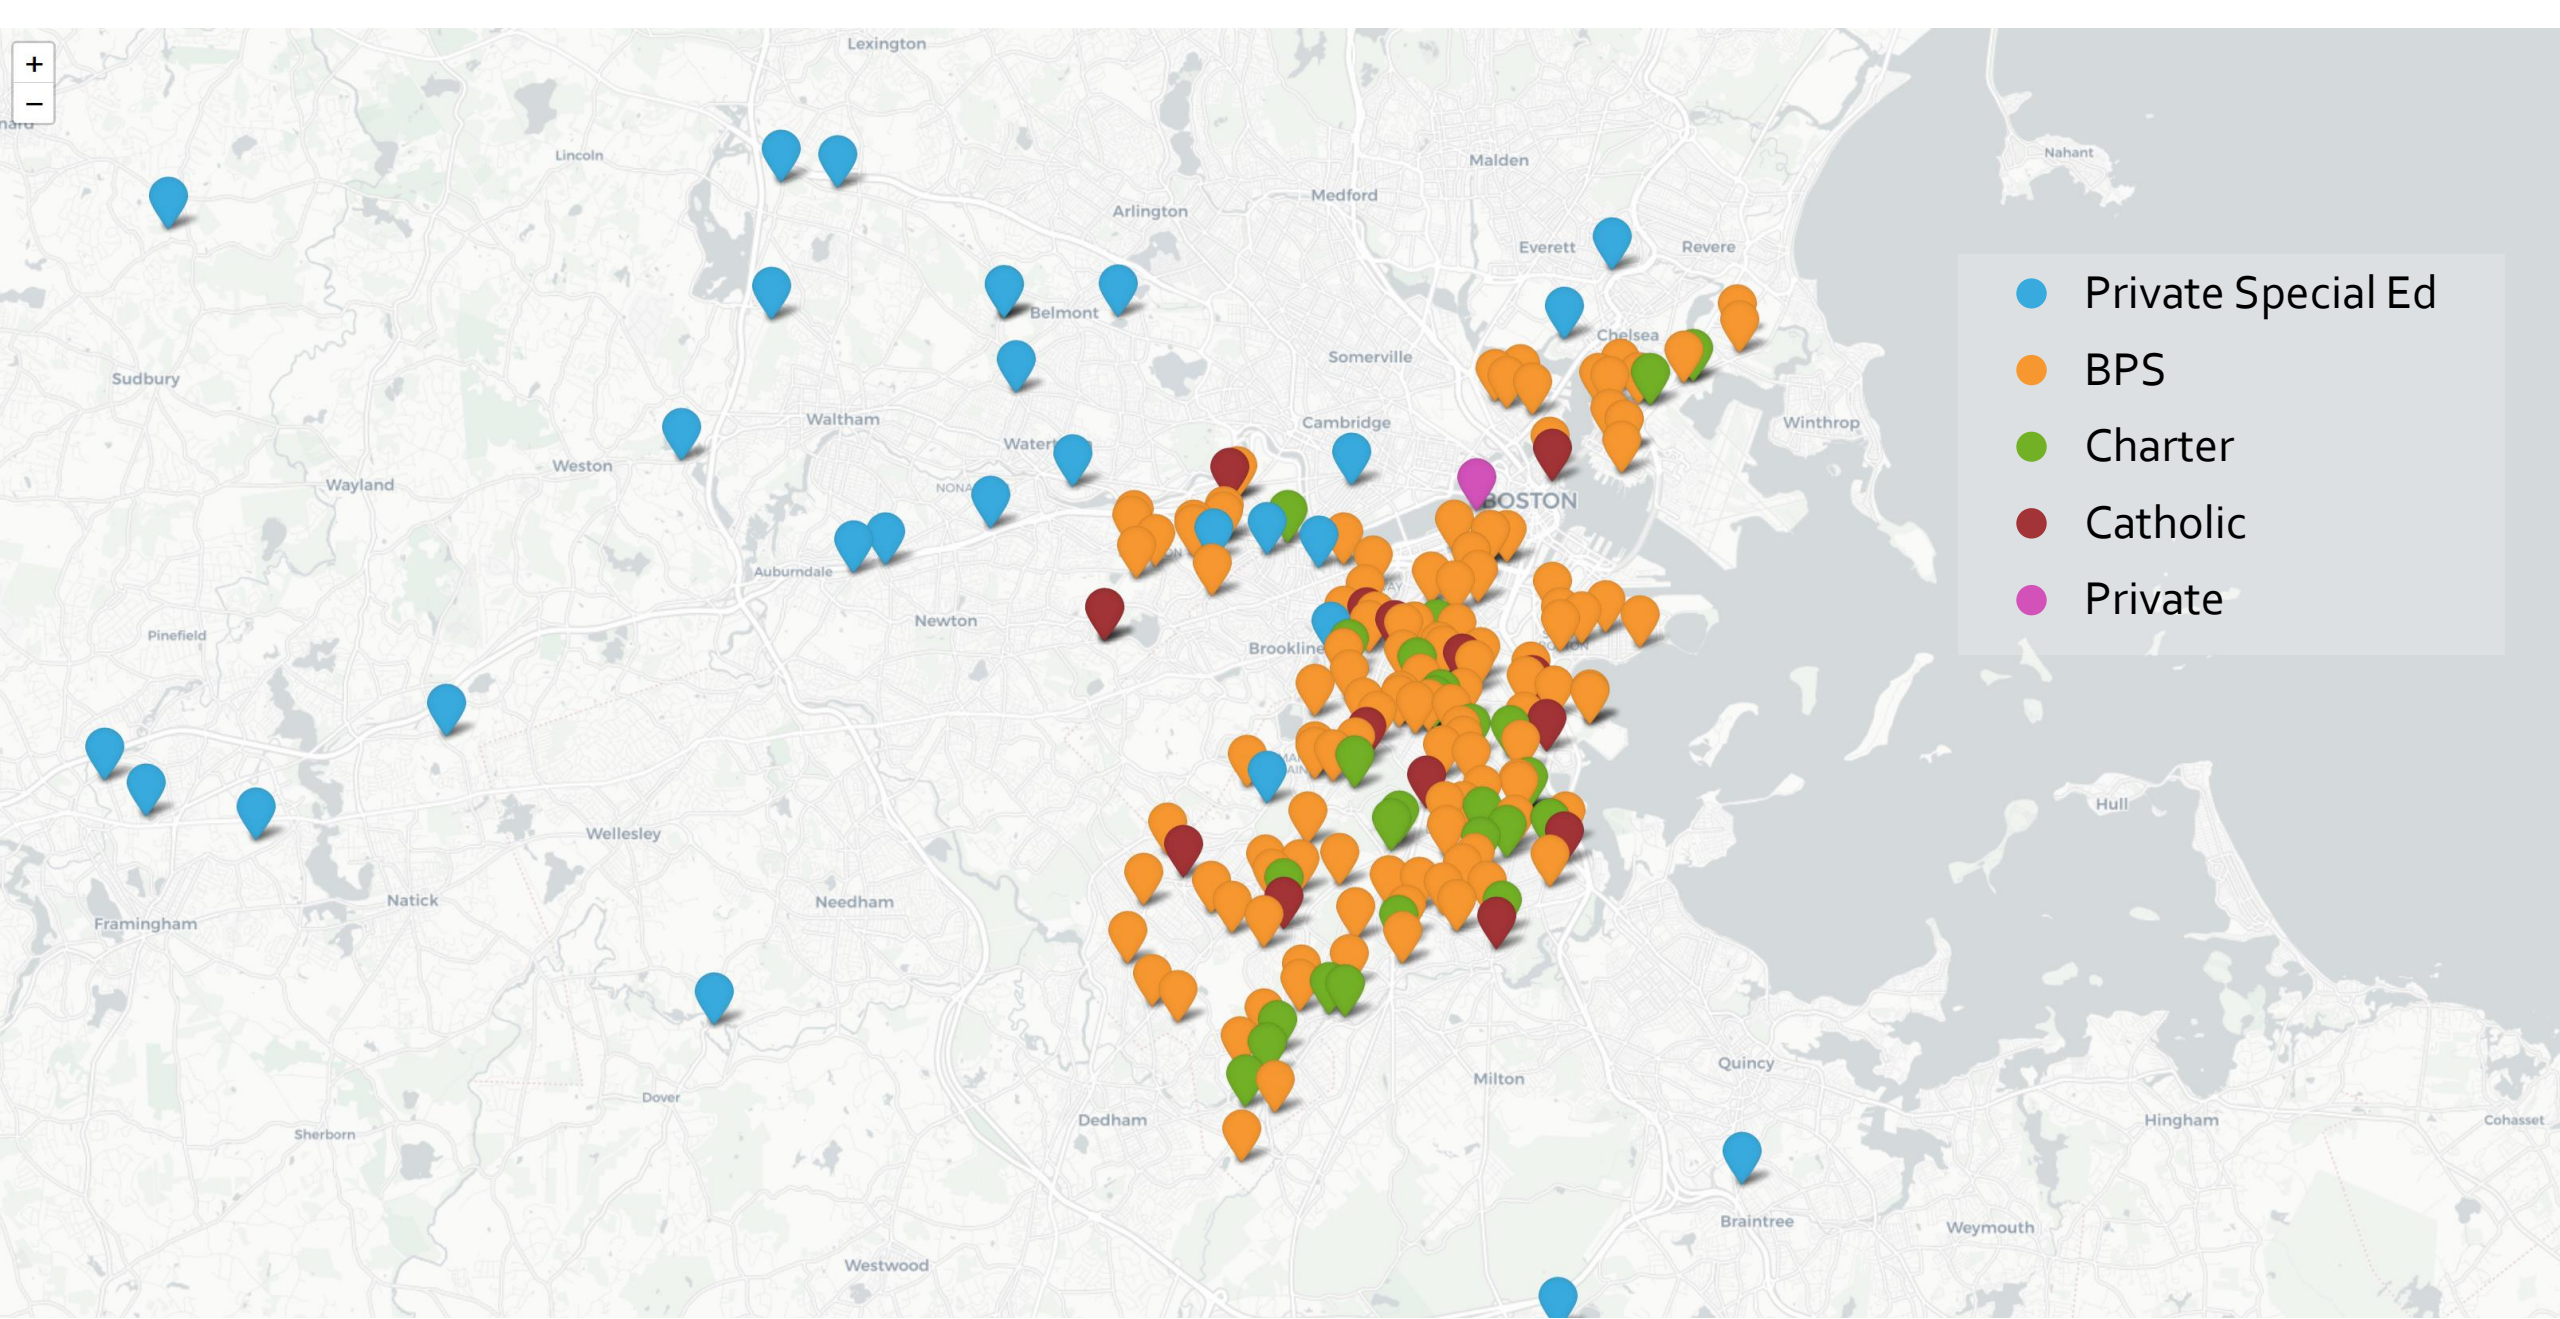 +
−
Lexington
Lincoln
Nahant
Malden
Medford
Arlington
Everett
Revere
Private Special Ed
Belmont
Chelsea
BPS
Somerville
Sudbury
Waltham
Cambridge
Winthrop
Charter
Weston
Wayland
BOSTON
Catholic
Auburndale
Private
Newton
Pinefield
Brookline
Wellesley
Hull
Natick
Needham
Framingham
Quincy
Milton
Dover
Dedham
Hingham
Cohasset
Sherborn
Braintree
Weymouth
Westwood